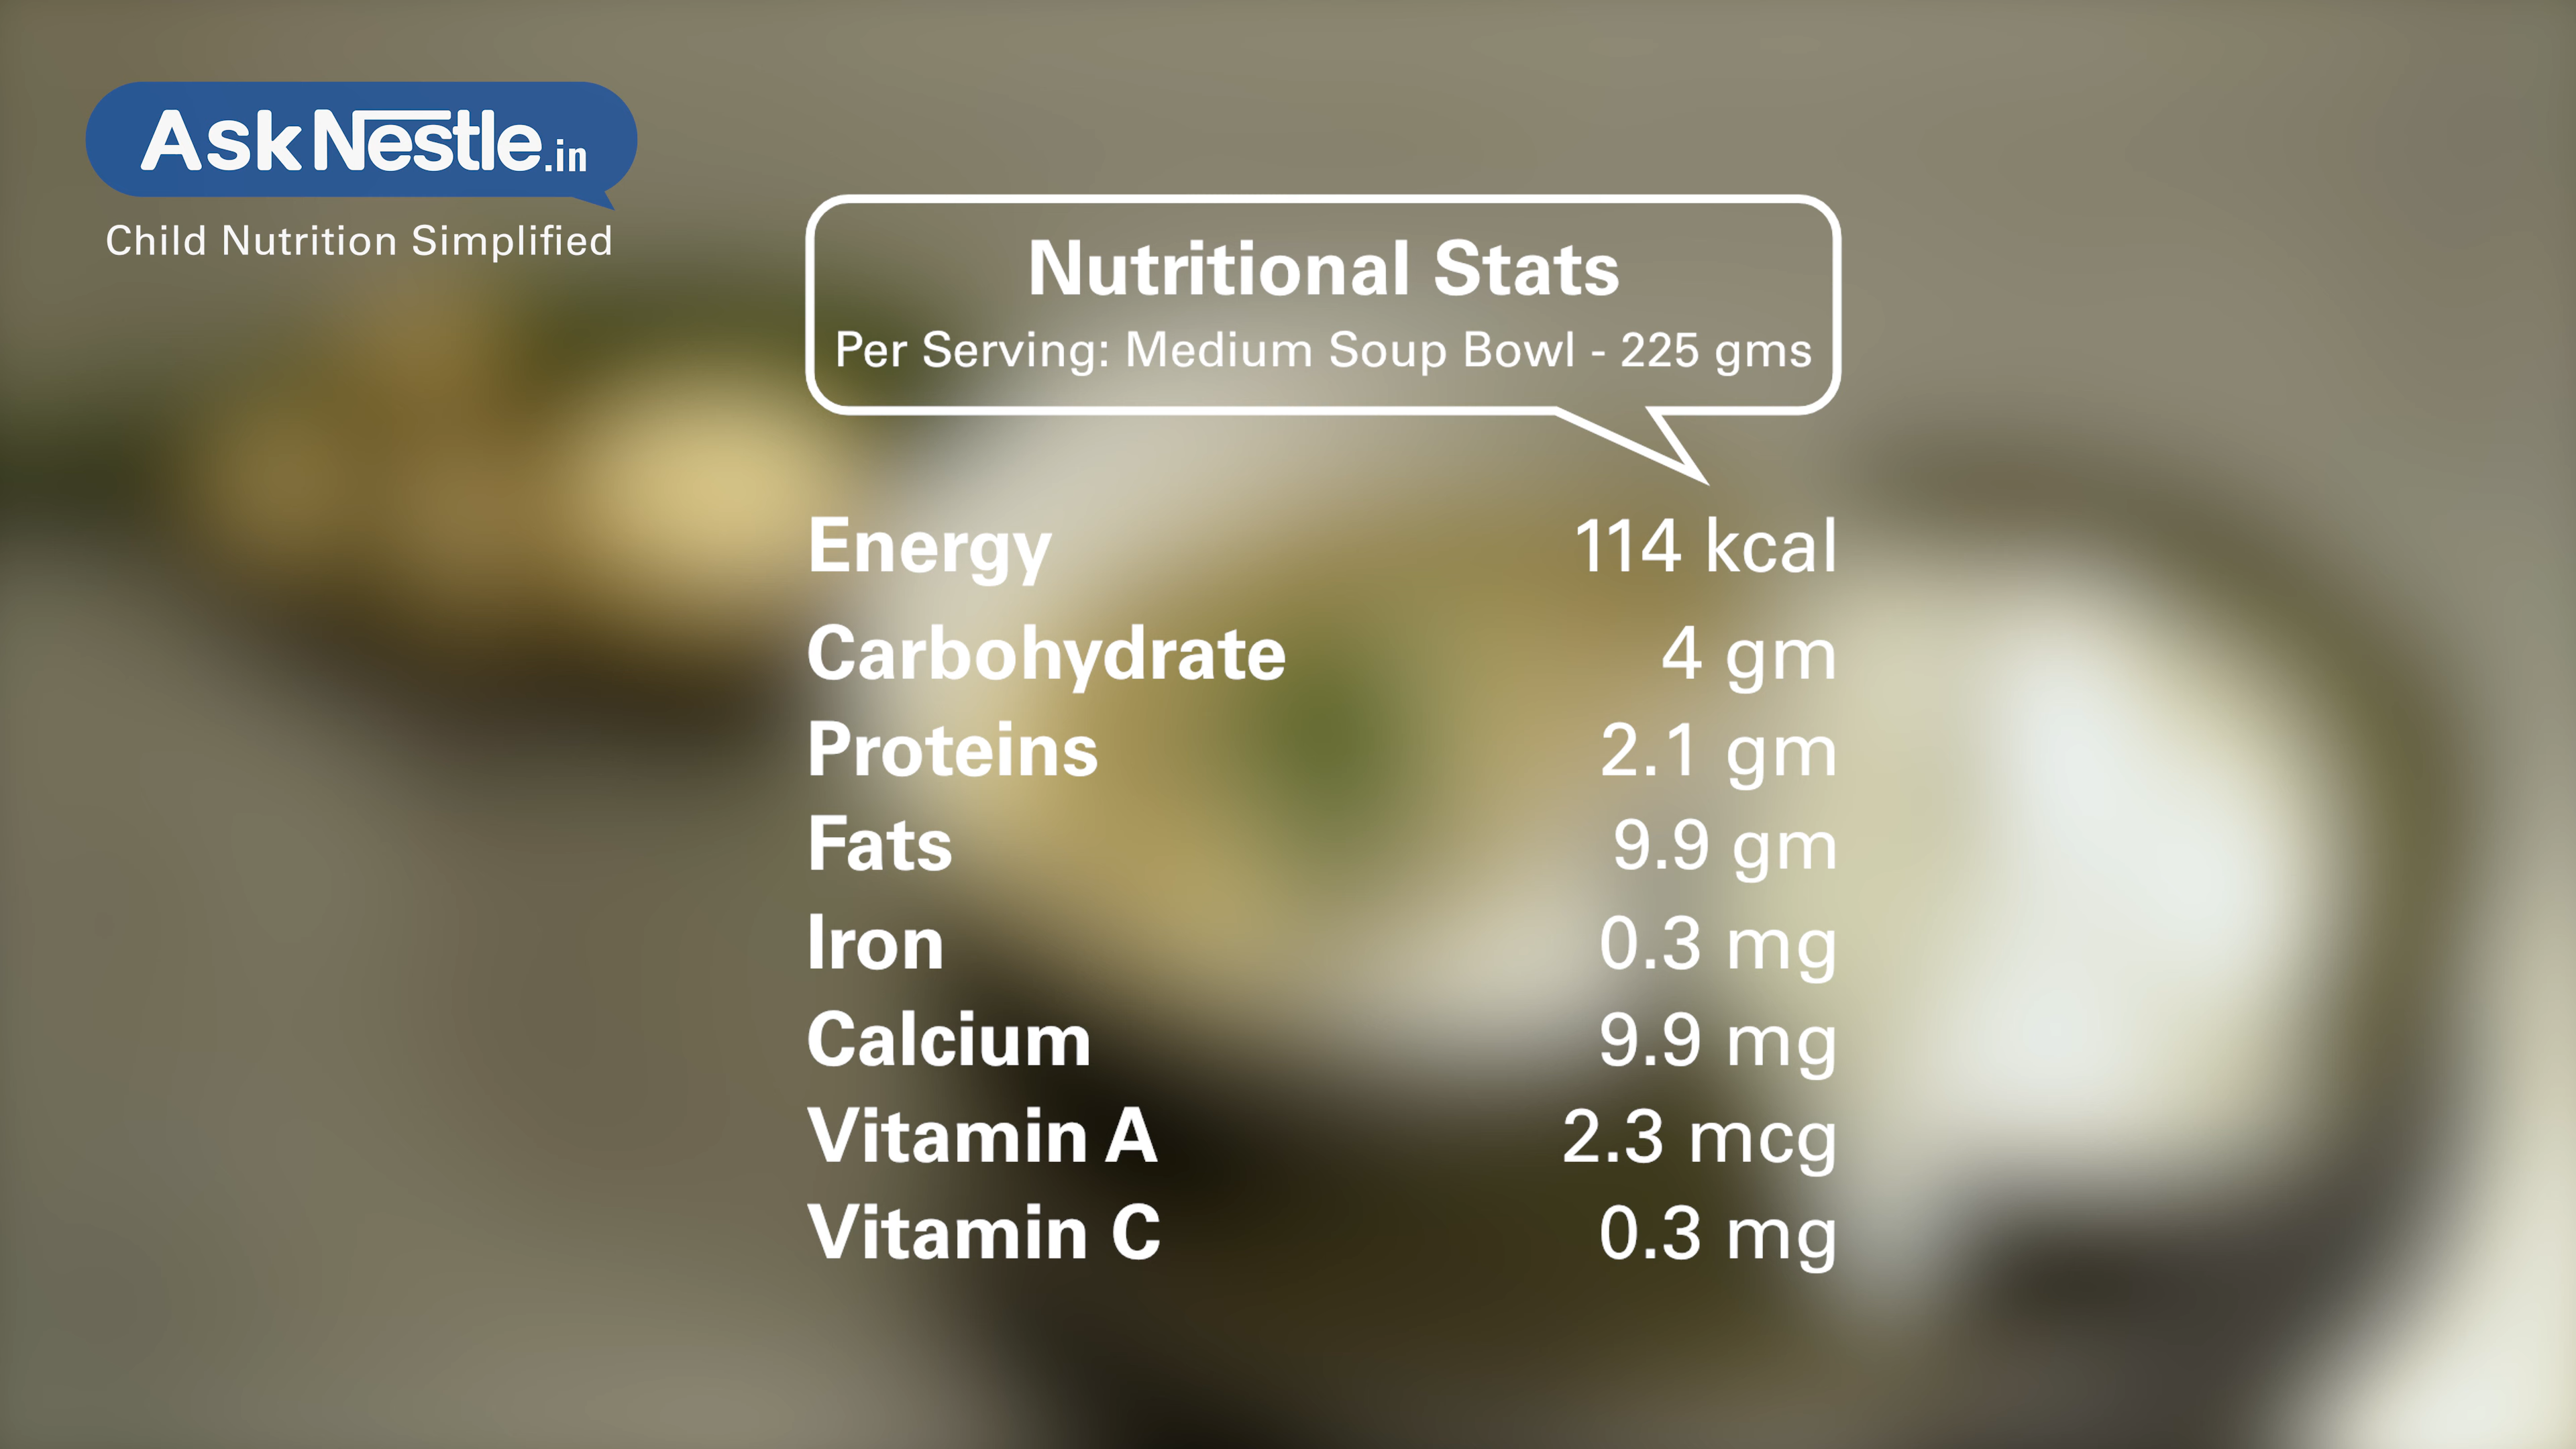 AskNestle.in
Child Nutrition Simplified
Nutritional Stats
Per Serving: Medium Soup Bowl - 225 gms
Energy 114 kcal
Carbohydrate 4 gm
Proteins 2.1 gm
Fats 9.9 gm
Iron 0.3 mg
Calcium 9.9 mg
Vitamin A 2.3 mcg
Vitamin C 0.3 mg